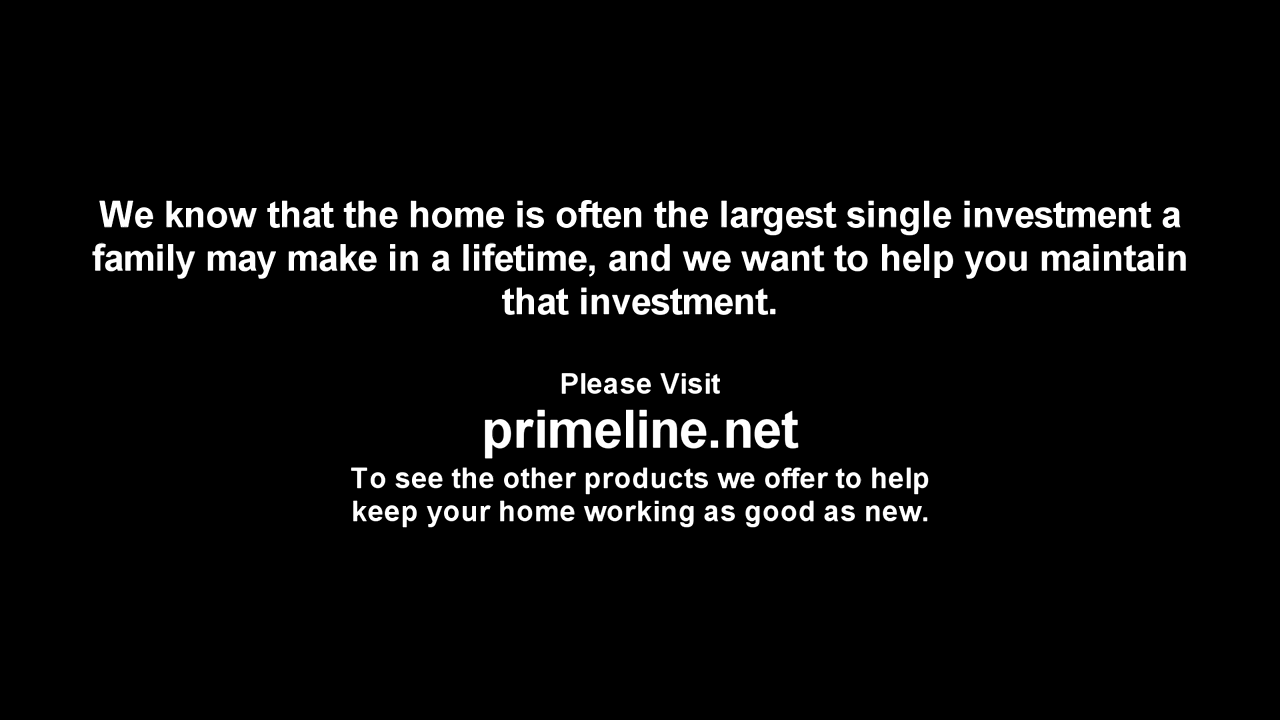 We know that the home is often the largest single investment a
family may make in a lifetime, and we want to help you maintain
that investment.
Please Visit
primeline.net
To see the other products we offer to help
keep your home working as good as new.